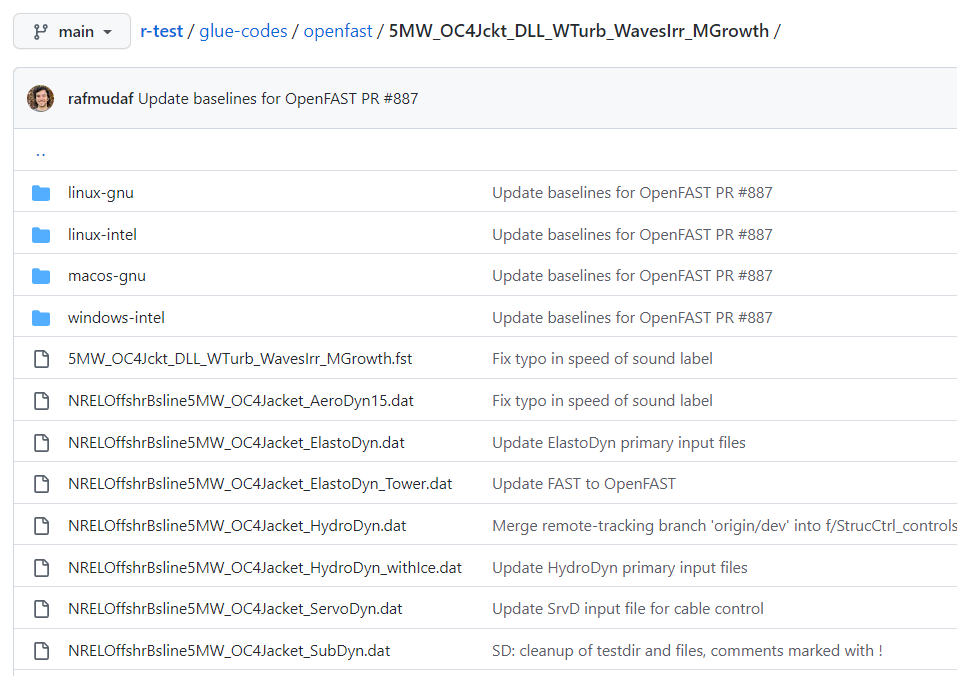 main r-test / glue-codes / openfast / 5MW_OC4Jckt_DLL_WTurb_WavesIrr_MGrowth /
rafmudaf Update baselines for OpenFAST PR #887
..
linux-gnu Update baselines for OpenFAST PR #887
linux-intel Update baselines for OpenFAST PR #887
macos-gnu Update baselines for OpenFAST PR #887
windows-intel Update baselines for OpenFAST PR #887
5MW_OC4Jckt_DLL_WTurb_WavesIrr_MGrowth.fst Fix typo in speed of sound label
NRELOffshrBsline5MW_OC4Jacket_AeroDyn15.dat Fix typo in speed of sound label
NRELOffshrBsline5MW_OC4Jacket_ElastoDyn.dat Update ElastoDyn primary input files
NRELOffshrBsline5MW_OC4Jacket_ElastoDyn_Tower.dat Update FAST to OpenFAST
NRELOffshrBsline5MW_OC4Jacket_HydroDyn.dat Merge remote-tracking branch 'origin/dev' into f/StrucCtrl_controls
NRELOffshrBsline5MW_OC4Jacket_HydroDyn_withIce.dat Update HydroDyn primary input files
NRELOffshrBsline5MW_OC4Jacket_ServoDyn.dat Update SrvD input file for cable control
NRELOffshrBsline5MW_OC4Jacket_SubDyn.dat SD: cleanup of testdir and files, comments marked with !